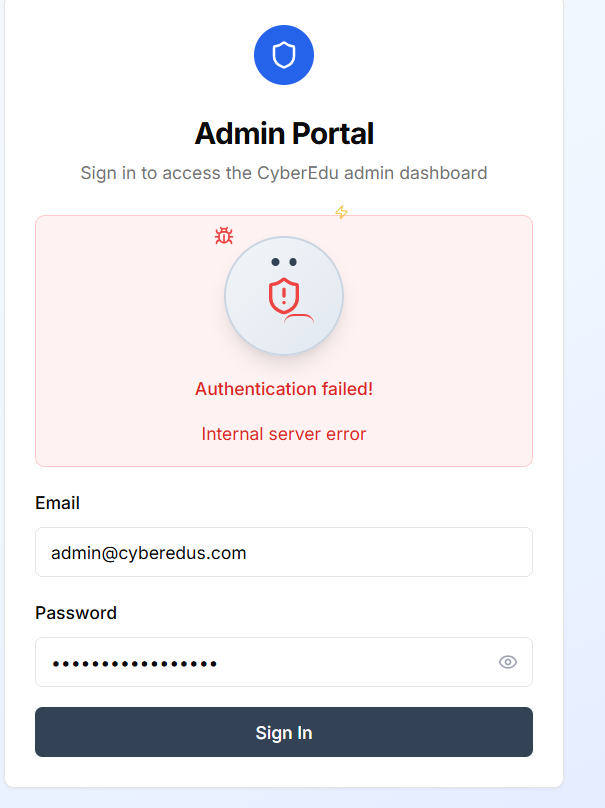 Admin Portal
Sign in to access the CyberEdu admin dashboard
Authentication failed!
Internal server error
Email
admin@cyberedus.com
Password
•••••••••••••••••
Sign In